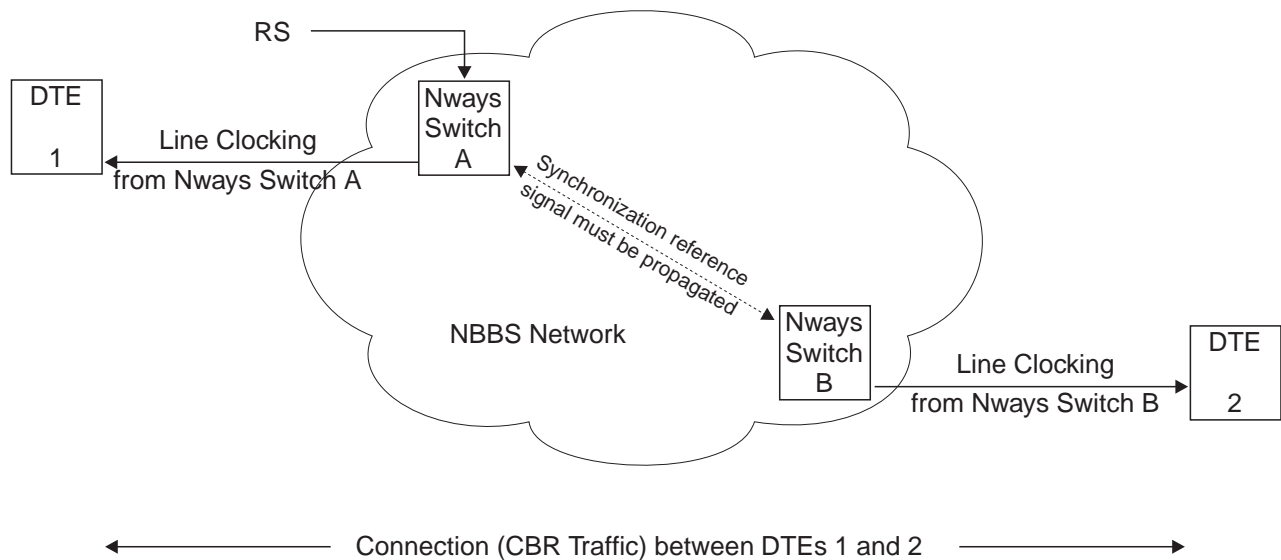 RS
DTE
1
Line Clocking
from Nways Switch A
Nways
Switch
A
Synchronization reference
signal must be propagated
NBBS Network
Nways
Switch
B
Line Clocking
from Nways Switch B
DTE
2
Connection (CBR Traffic) between DTEs 1 and 2